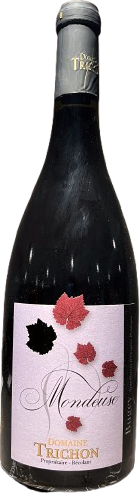 DOMAINE
TRICHON
Mondeuse
DOMAINE
TRICHON
Propriétaire - Récoltant